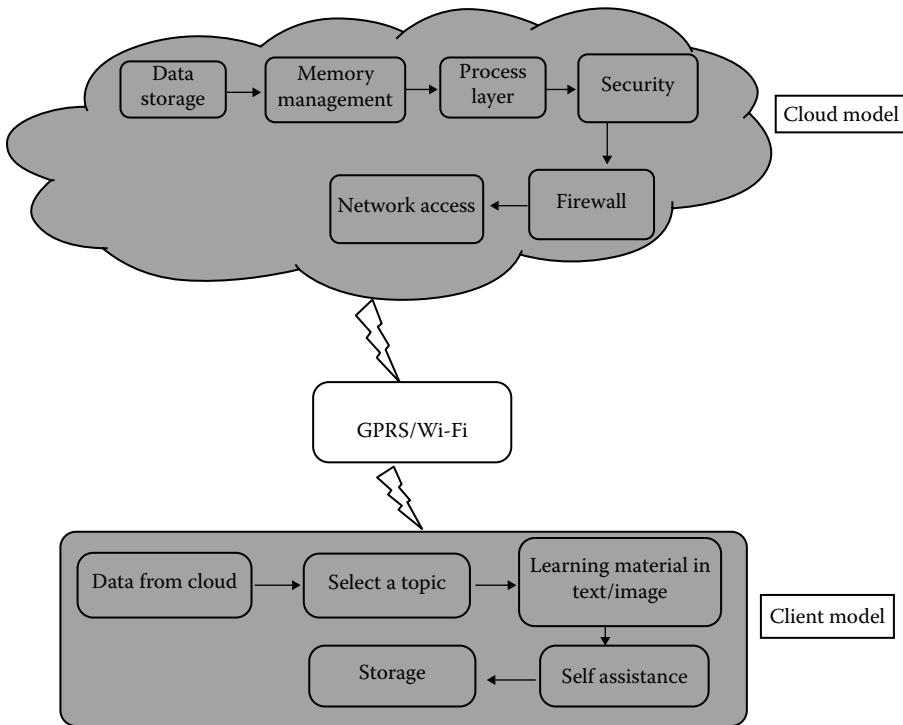 Data
storage
Memory
management
Process
layer
Security
Cloud model
Network access
Firewall
GPRS/Wi-Fi
Data from cloud
Select a topic
Learning material in
text/image
Client model
Storage
Self assistance